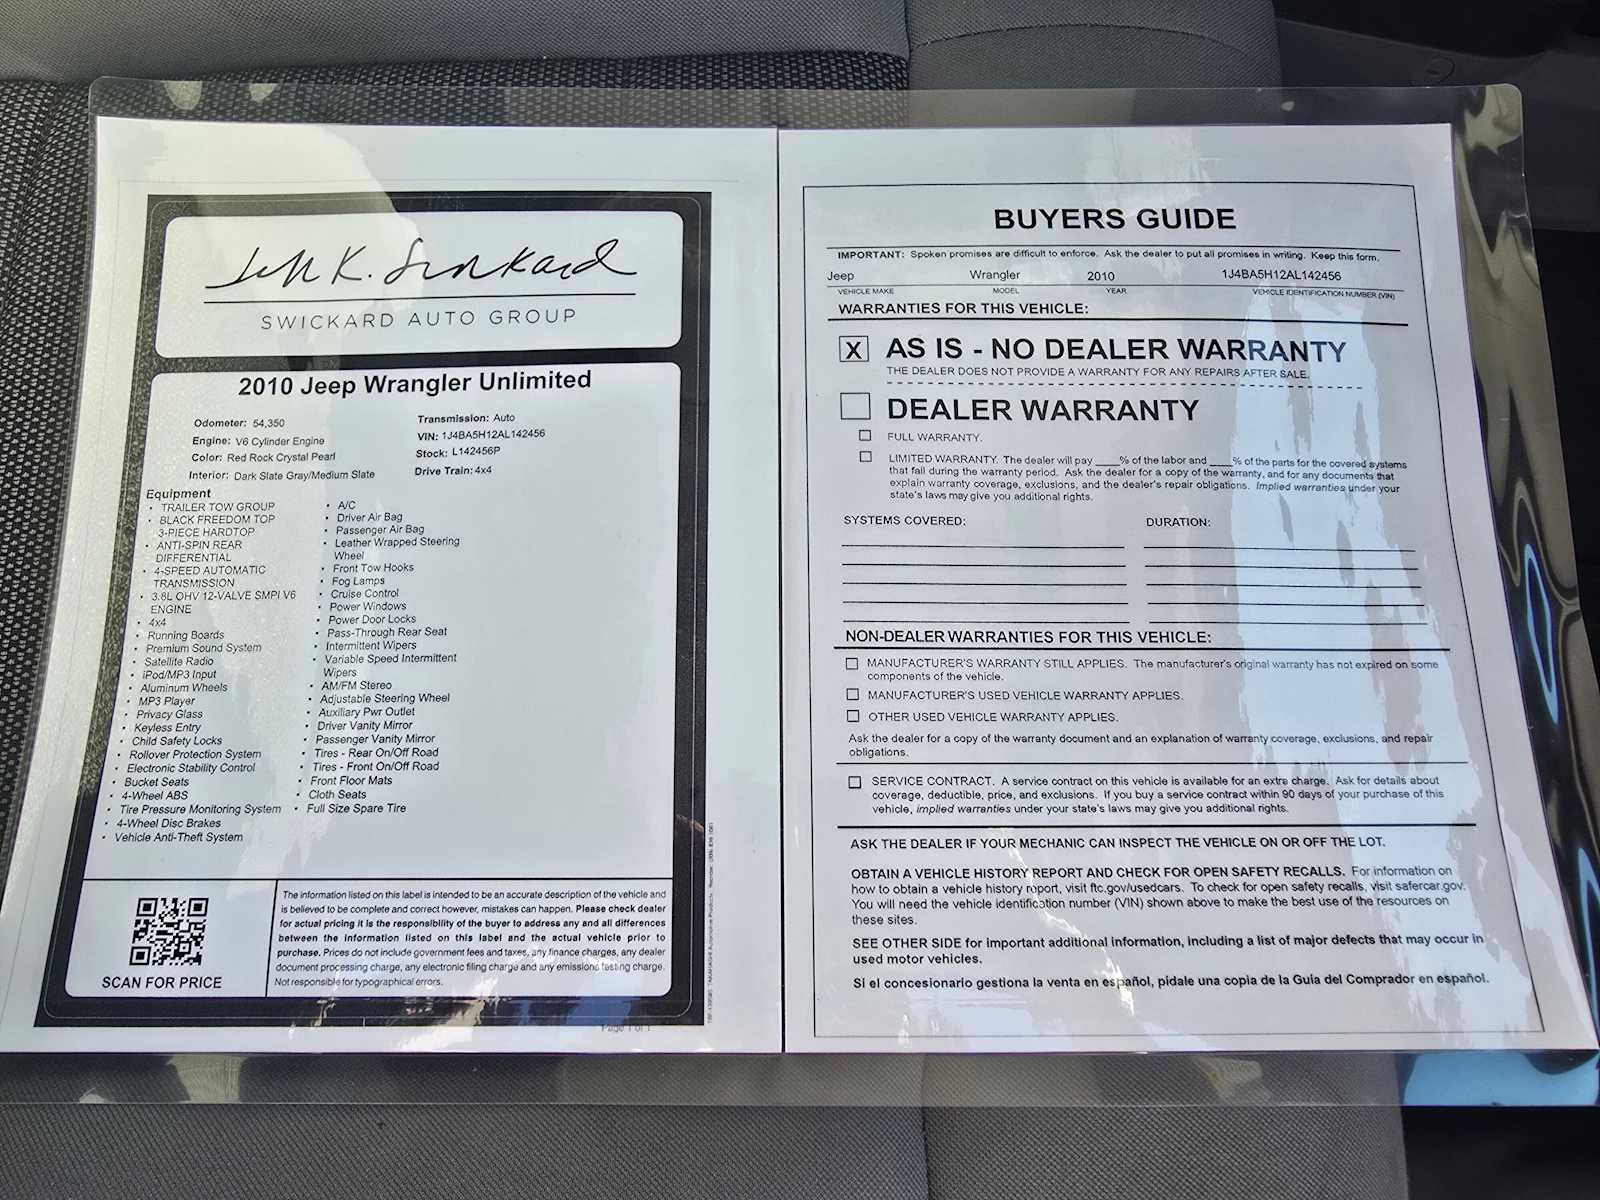 Jeff K. Swickard
SWICKARD AUTO GROUP
2010 Jeep Wrangler Unlimited
Odometer: 54,350
Engine: V6 Cylinder Engine
Color: Red Rock Crystal Pearl
Interior: Dark Slate Gray/Medium Slate
Transmission: Auto
VIN: 1J4BA5H12AL142456
Stock: L142456P
Drive Train: 4x4
Equipment
• TRAILER TOW GROUP
• BLACK FREEDOM TOP
3-PIECE HARDTOP
• ANTI-SPIN REAR
DIFFERENTIAL
• 4-SPEED AUTOMATIC
TRANSMISSION
• 3.8L OHV 12-VALVE SMPI V6
ENGINE
• 4x4
• Running Boards
• Premium Sound System
• Satellite Radio
• iPod/MP3 Input
• Aluminum Wheels
• MP3 Player
• Privacy Glass
• Keyless Entry
• Child Safety Locks
• Rollover Protection System
• Electronic Stability Control
• Bucket Seats
• 4-Wheel ABS
• Tire Pressure Monitoring System
• 4-Wheel Disc Brakes
• Vehicle Anti-Theft System
• A/C
• Driver Air Bag
• Passenger Air Bag
• Leather Wrapped Steering
Wheel
• Front Tow Hooks
• Fog Lamps
• Cruise Control
• Power Windows
• Power Door Locks
• Pass-Through Rear Seat
• Intermittent Wipers
• Variable Speed Intermittent
Wipers
• AM/FM Stereo
• Adjustable Steering Wheel
• Auxiliary Pwr Outlet
• Driver Vanity Mirror
• Passenger Vanity Mirror
• Tires - Rear On/Off Road
• Tires - Front On/Off Road
• Front Floor Mats
• Cloth Seats
• Full Size Spare Tire
SCAN FOR PRICE
The information listed on this label is intended to be an accurate description of the vehicle and
is believed to be complete and correct however, mistakes can happen. Please check dealer
for actual pricing it is the responsibility of the buyer to address any and all differences
between the information listed on this label and the actual vehicle prior to
purchase. Prices do not include government fees and taxes, any finance charges, any dealer
document processing charge, any electronic filing charge and any emissions testing charge.
Not responsible for typographical errors.
Page 1 of 1
BUYERS GUIDE
IMPORTANT: Spoken promises are difficult to enforce. Ask the dealer to put all promises in writing. Keep this form.
Jeep Wrangler 2010 1J4BA5H12AL142456
VEHICLE MAKE MODEL YEAR VEHICLE IDENTIFICATION NUMBER (VIN)
WARRANTIES FOR THIS VEHICLE:
X AS IS - NO DEALER WARRANTY
THE DEALER DOES NOT PROVIDE A WARRANTY FOR ANY REPAIRS AFTER SALE.
DEALER WARRANTY
FULL WARRANTY.
LIMITED WARRANTY. The dealer will pay ____% of the labor and ____% of the parts for the covered systems
that fail during the warranty period. Ask the dealer for a copy of the warranty, and for any documents that
explain warranty coverage, exclusions, and the dealer's repair obligations. Implied warranties under your
state's laws may give you additional rights.
SYSTEMS COVERED: DURATION:
NON-DEALER WARRANTIES FOR THIS VEHICLE:
MANUFACTURER'S WARRANTY STILL APPLIES. The manufacturer's original warranty has not expired on some
components of the vehicle.
MANUFACTURER'S USED VEHICLE WARRANTY APPLIES.
OTHER USED VEHICLE WARRANTY APPLIES.
Ask the dealer for a copy of the warranty document and an explanation of warranty coverage, exclusions, and repair
obligations.
SERVICE CONTRACT. A service contract on this vehicle is available for an extra charge. Ask for details about
coverage, deductible, price, and exclusions. If you buy a service contract within 90 days of your purchase of this
vehicle, implied warranties under your state's laws may give you additional rights.
ASK THE DEALER IF YOUR MECHANIC CAN INSPECT THE VEHICLE ON OR OFF THE LOT.
OBTAIN A VEHICLE HISTORY REPORT AND CHECK FOR OPEN SAFETY RECALLS. For information on
how to obtain a vehicle history report, visit ftc.gov/usedcars. To check for open safety recalls, visit safercar.gov.
You will need the vehicle identification number (VIN) shown above to make the best use of the resources on
these sites.
SEE OTHER SIDE for important additional information, including a list of major defects that may occur in
used motor vehicles.
Si el concesionario gestiona la venta en español, pídale una copia de la Guía del Comprador en español.